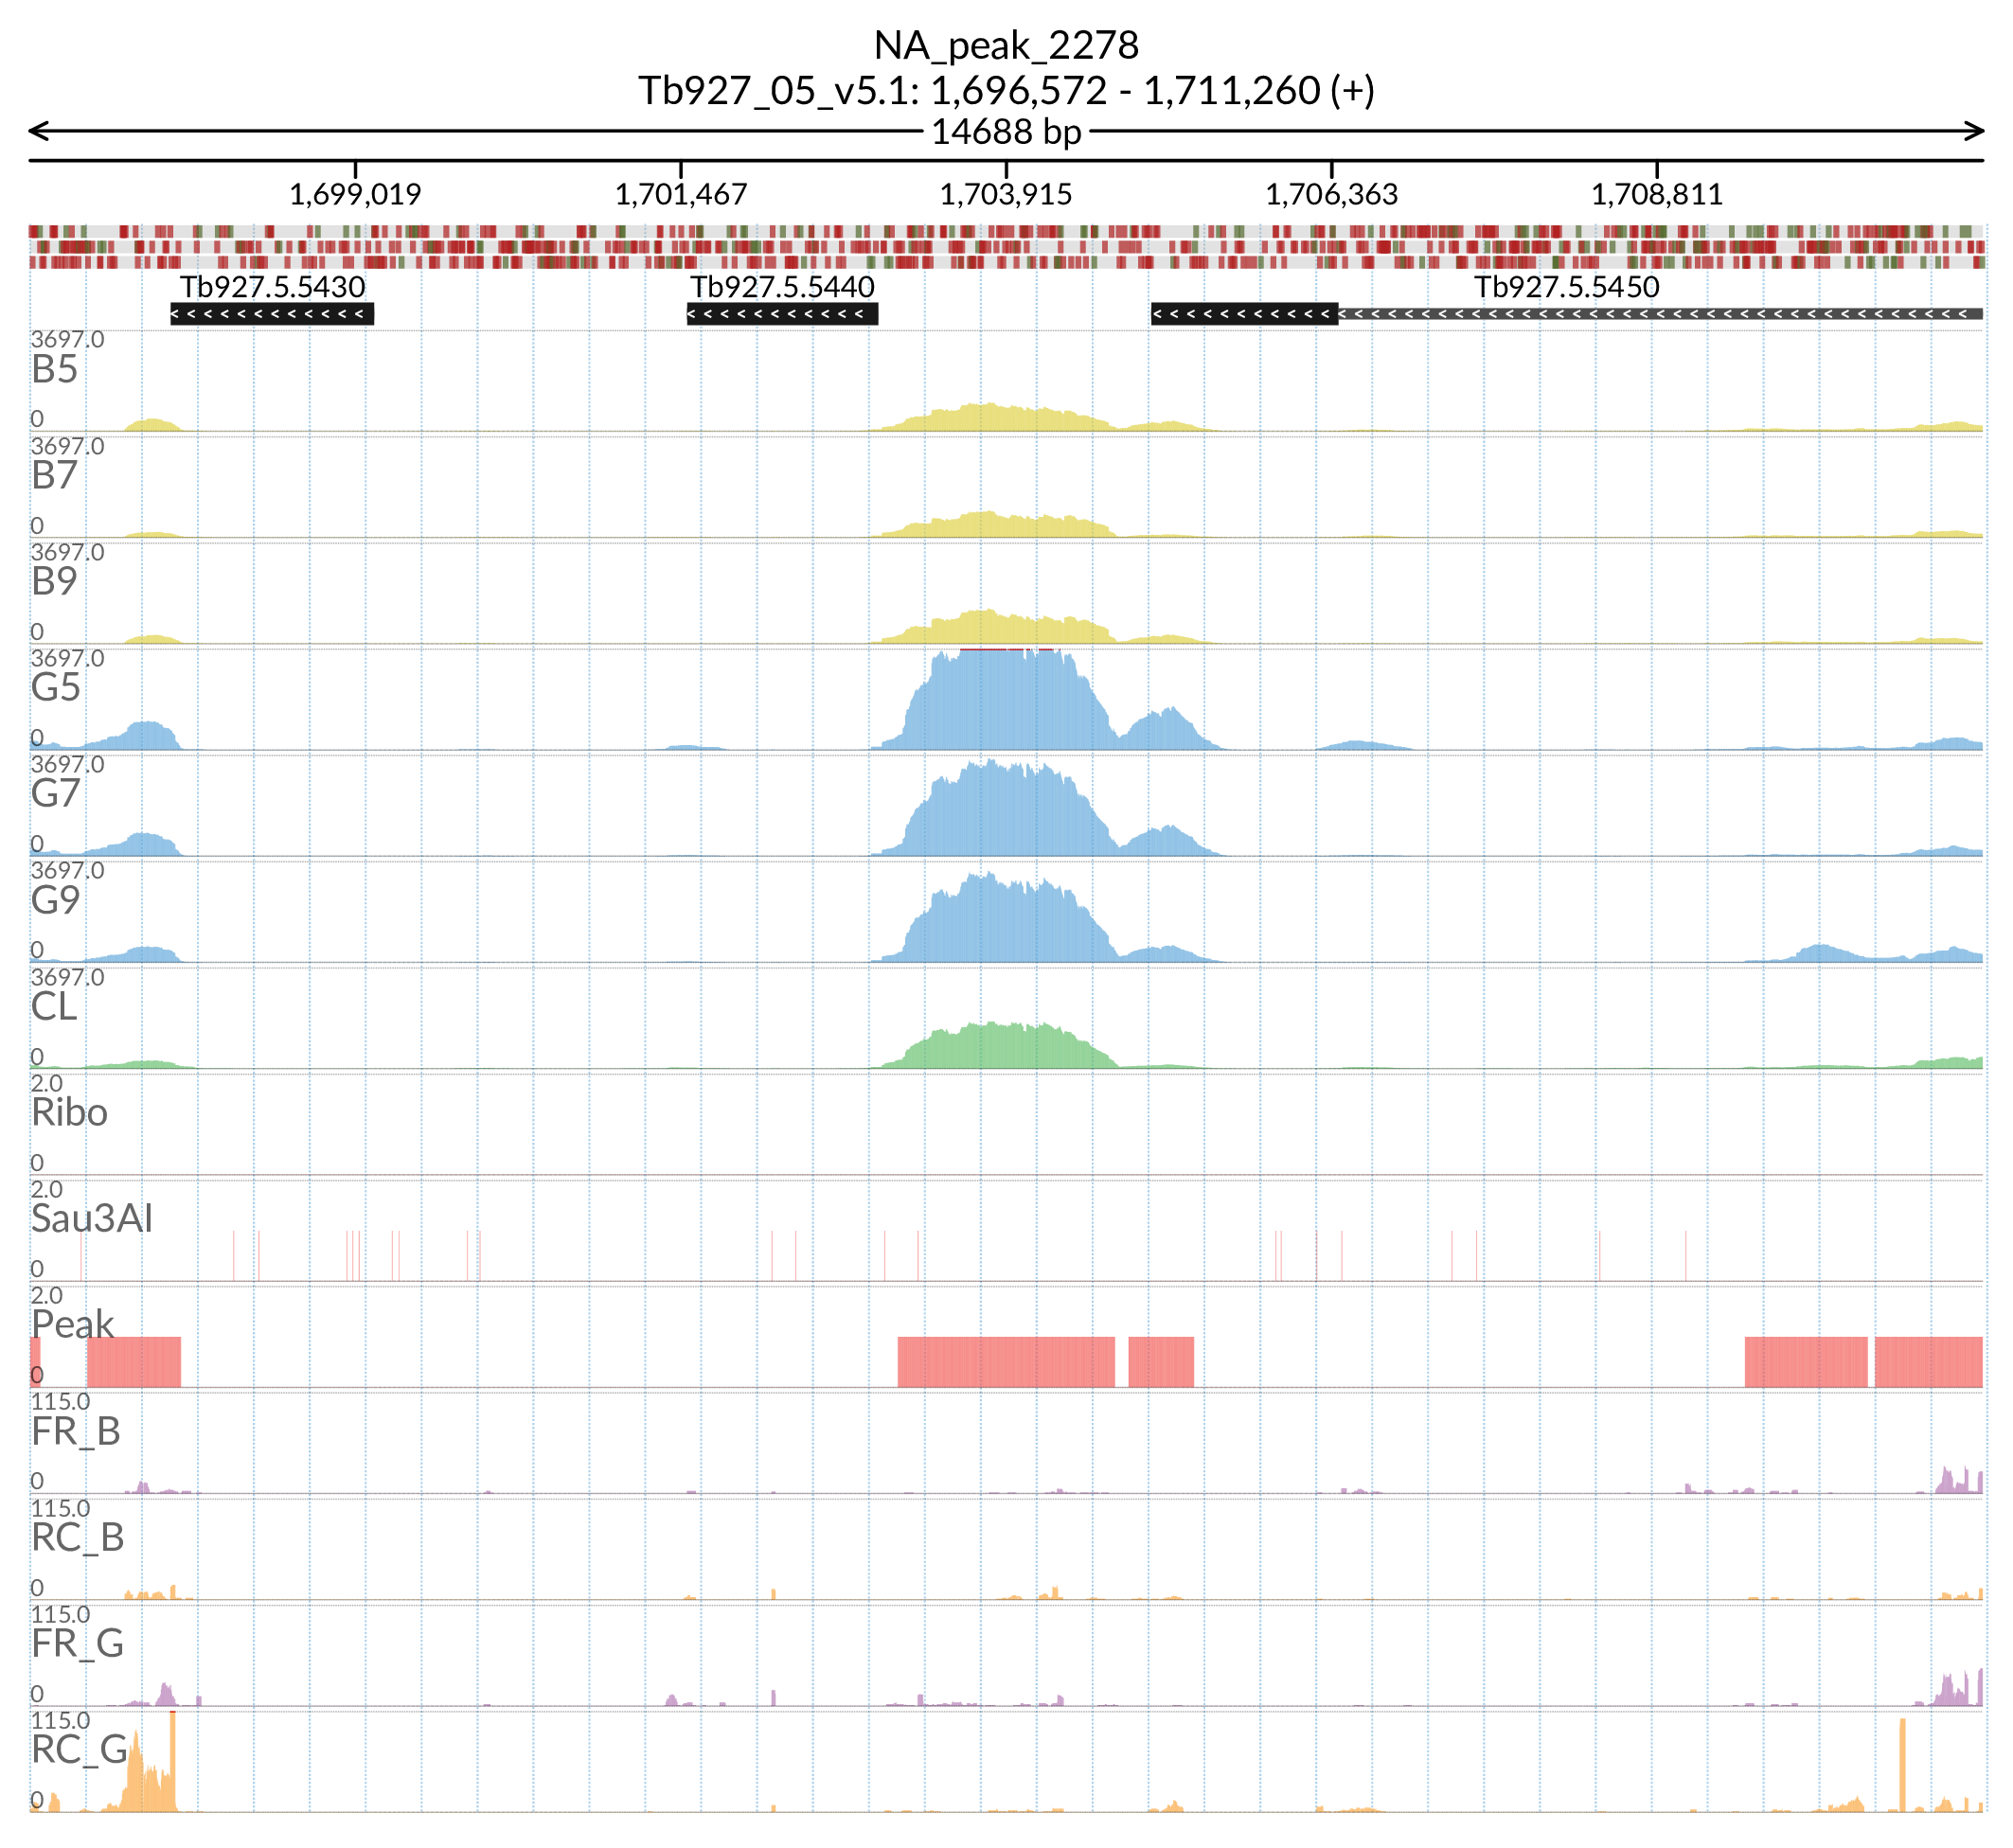 NA_peak_2278
Tb927_05_v5.1: 1,696,572 - 1,711,260 (+)
14688 bp
1,699,019 1,701,467 1,703,915 1,706,363 1,708,811
Tb927.5.5430 Tb927.5.5440 Tb927.5.5450
3697.0
B5
0
3697.0
B7
0
3697.0
B9
0
3697.0
G5
0
3697.0
G7
0
3697.0
G9
0
3697.0
CL
0
2.0
Ribo
0
2.0
Sau3AI
0
2.0
Peak
0
115.0
FR_B
0
115.0
RC_B
0
115.0
FR_G
0
115.0
RC_G
0